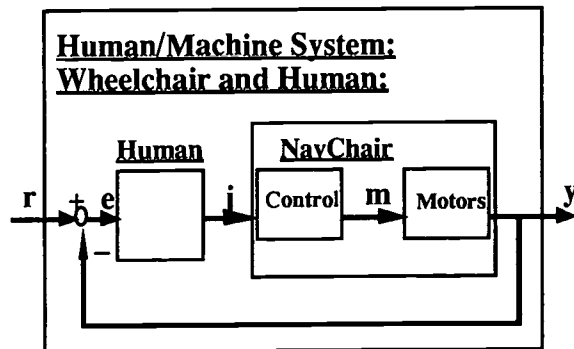 Human/Machine System:
Wheelchair and Human:
Human
NavChair
r
+
e
j
Control
m
Motors
y
−